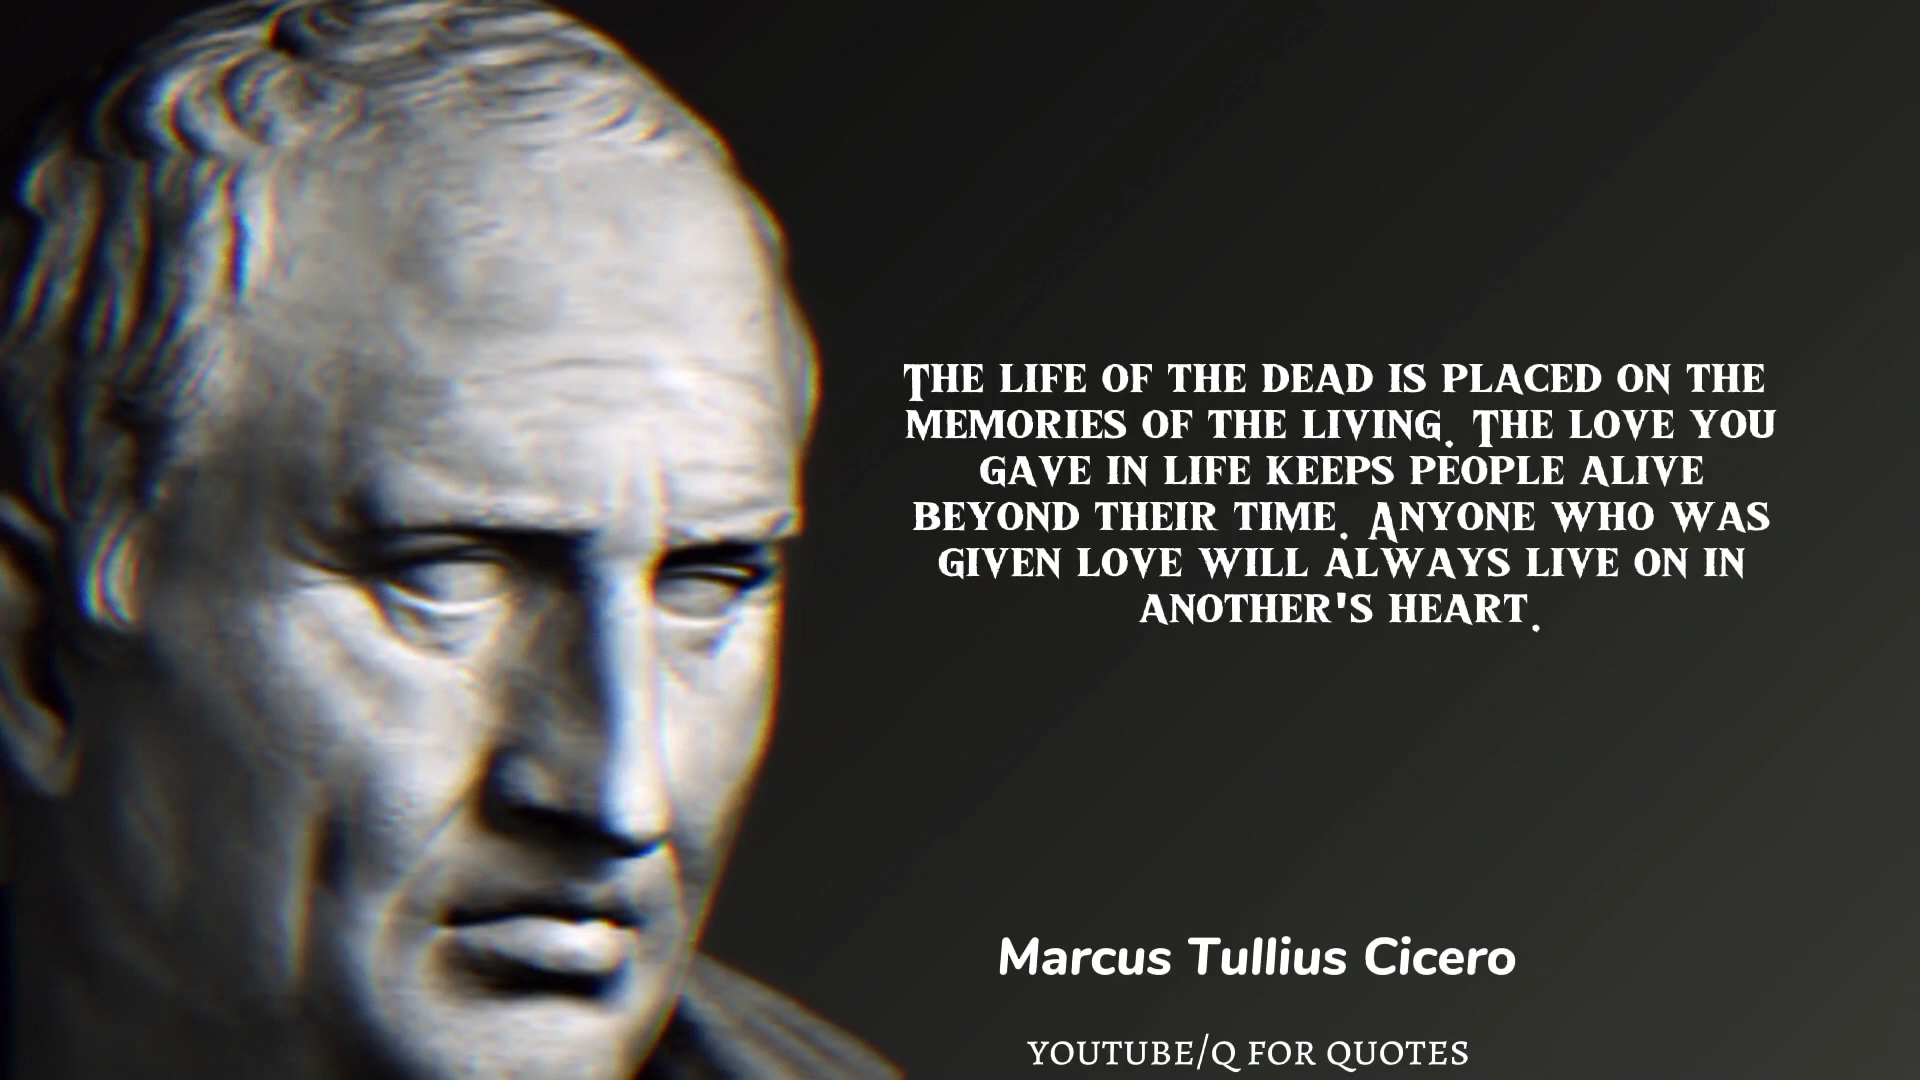 The life of the dead is placed on the
memories of the living. The love you
gave in life keeps people alive
beyond their time. Anyone who was
given love will always live on in
another's heart.
Marcus Tullius Cicero
YOUTUBE/Q FOR QUOTES